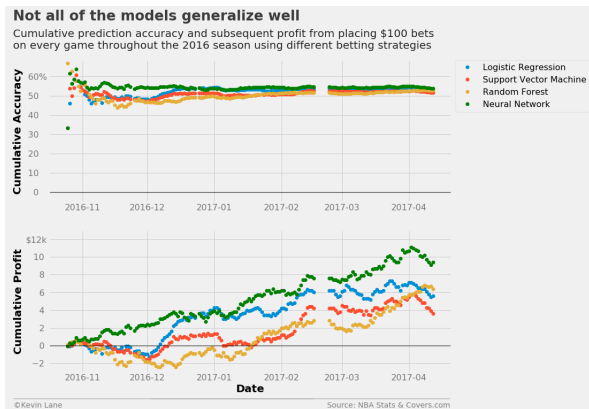 Not all of the models generalize well
Cumulative prediction accuracy and subsequent profit from placing $100 bets
on every game throughout the 2016 season using different betting strategies
Logistic Regression
Support Vector Machine
Random Forest
Neural Network
Cumulative Accuracy
60%
50
40
30
20
10
0
2016-11 2016-12 2017-01 2017-02 2017-03 2017-04
Cumulative Profit
$12k
10
8
6
4
2
0
−2
2016-11 2016-12 2017-01 2017-02 2017-03 2017-04
Date
©Kevin Lane Source: NBA Stats & Covers.com